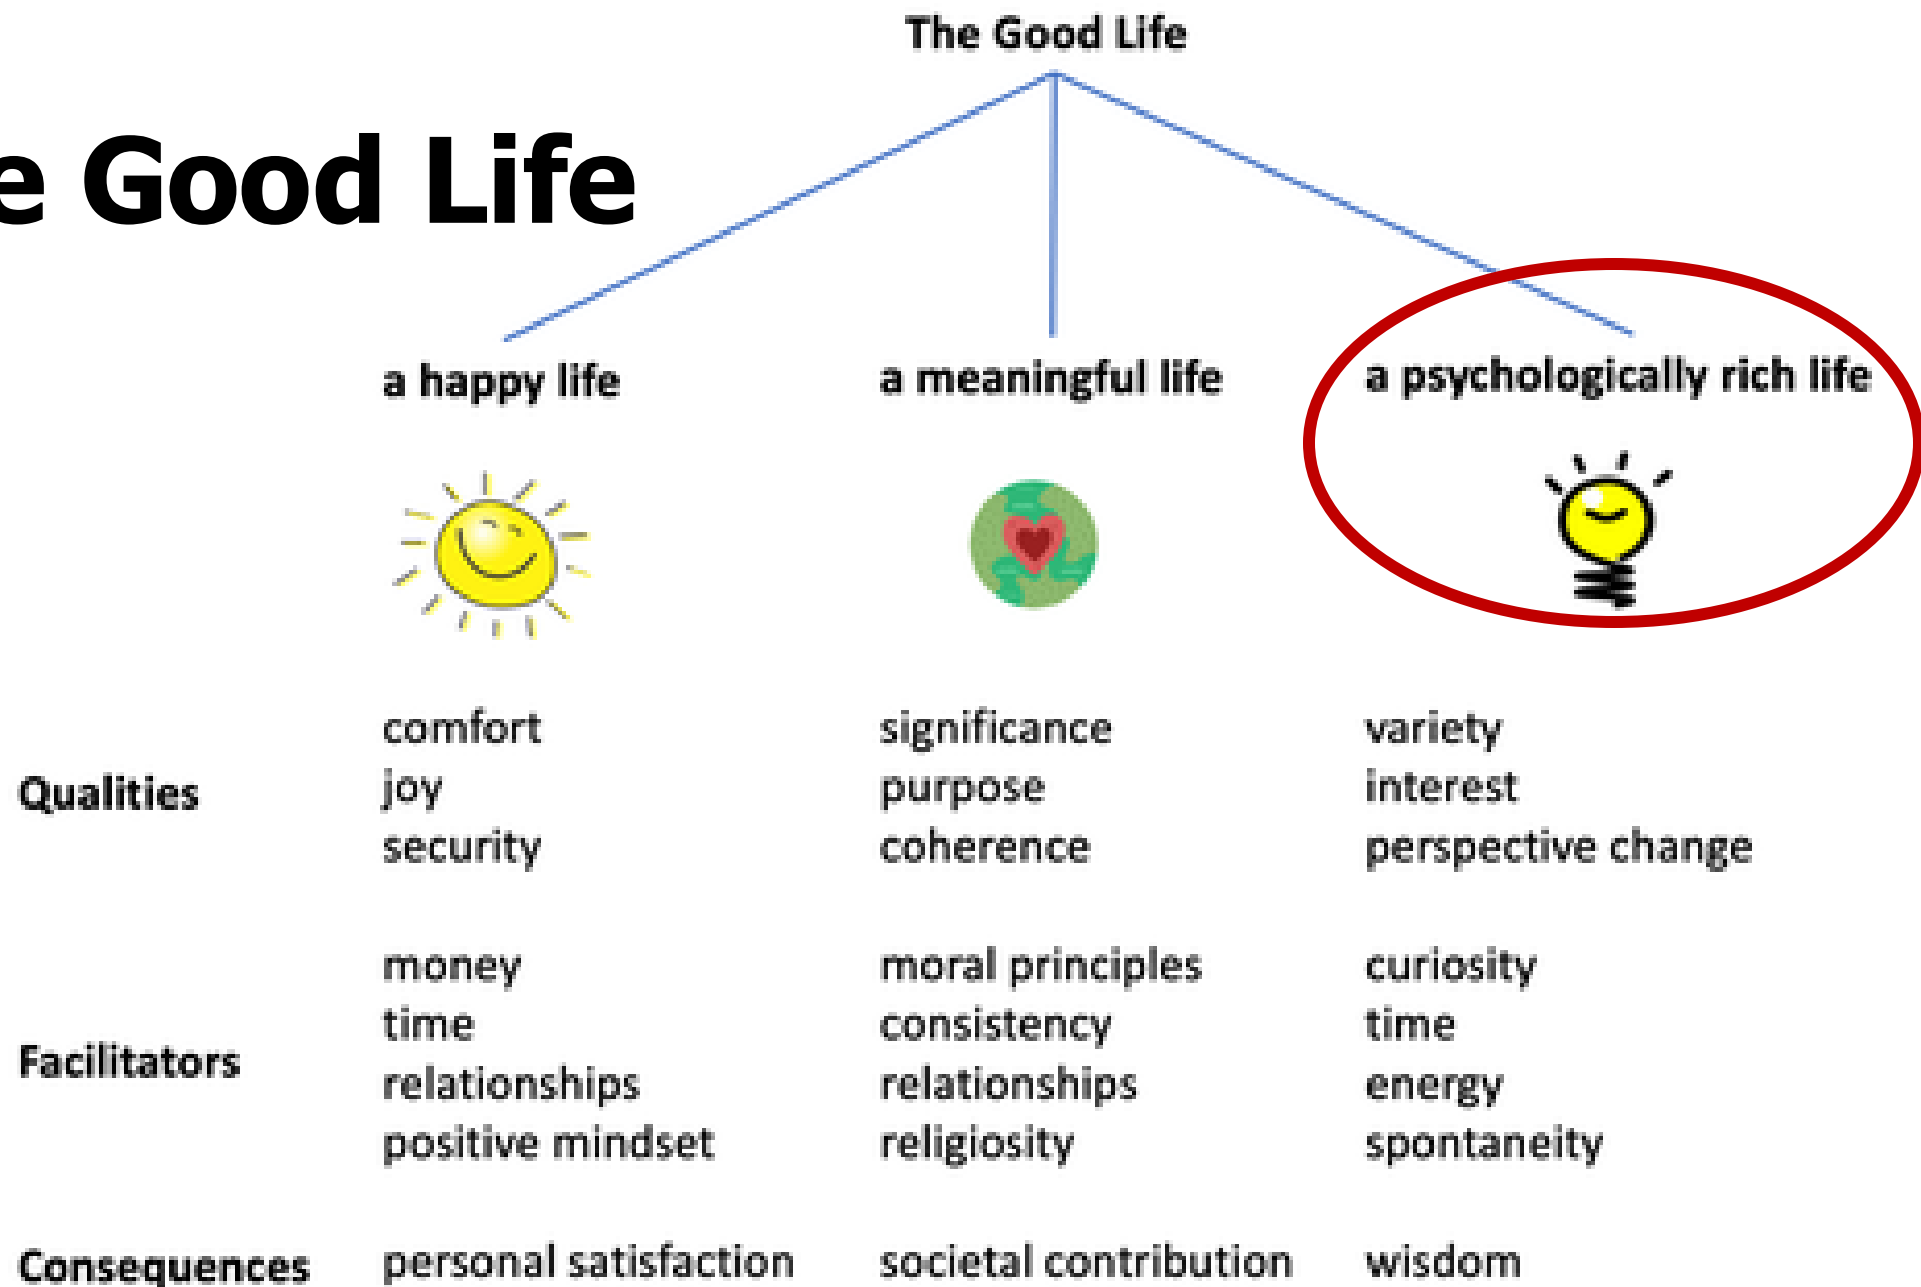 The Good Life
e Good Life
a happy life a meaningful life a psychologically rich life
comfort significance variety
Qualities joy purpose interest
security coherence perspective change
money moral principles curiosity
time consistency time
Facilitators relationships relationships energy
positive mindset religiosity spontaneity
Consequences personal satisfaction societal contribution wisdom